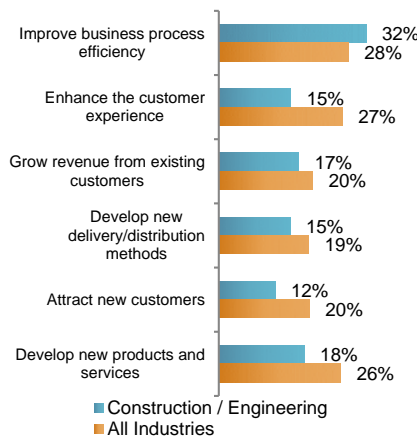 Improve business process
efficiency
32%
28%
Enhance the customer
experience
15%
27%
Grow revenue from existing
customers
17%
20%
Develop new
delivery/distribution
methods
15%
19%
Attract new customers
12%
20%
Develop new products and
services
18%
26%
Construction / Engineering
All Industries